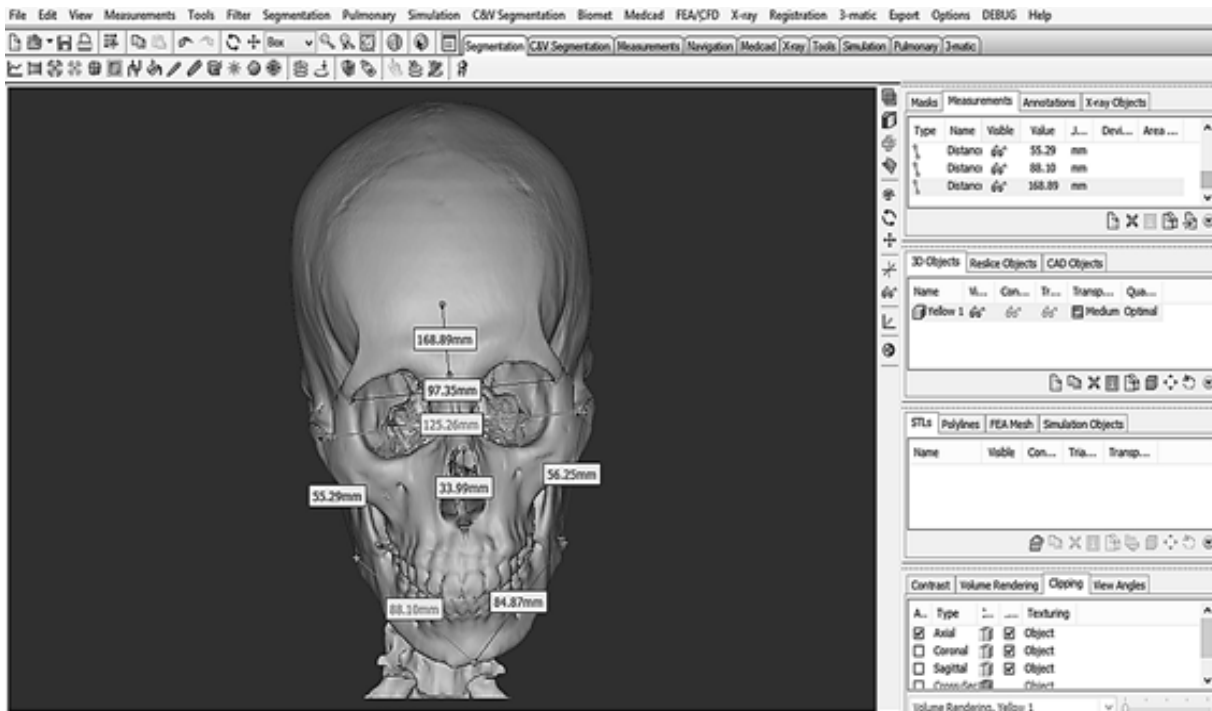 File Edit View Measurements Tools Filter Segmentation Pulmonary Simulation C&V Segmentation Biomet Medcad FEA/CFD X-ray Registration 3-matic Export Options DEBUG Help
Box Segmentation C&V Segmentation Measurements Navigation Medcad X-ray Tools Simulation Pulmonary 3-matic
Masks Measurements Annotations X-ray Objects
Type Name Visible Value J... Devi... Area ...
Distanc 55.29 mm
Distanc 88.10 mm
Distanc 168.89 mm
3D Objects Reslice Objects CAD Objects
Name Vi... Con... Tr... Transp... Qua...
Yellow 1 Medium Optimal
STLs Polylines FEA Mesh Simulation Objects
Name Visible Con... Tria... Transp...
Contrast Volume Rendering Clipping View Angles
A.. Type Texturing
Axial Object
Coronal Object
Sagittal Object
Object
Volume Rendering, Yellow 1
168.89mm
97.35mm
125.26mm
56.25mm
33.99mm
55.29mm
84.87mm
88.10mm